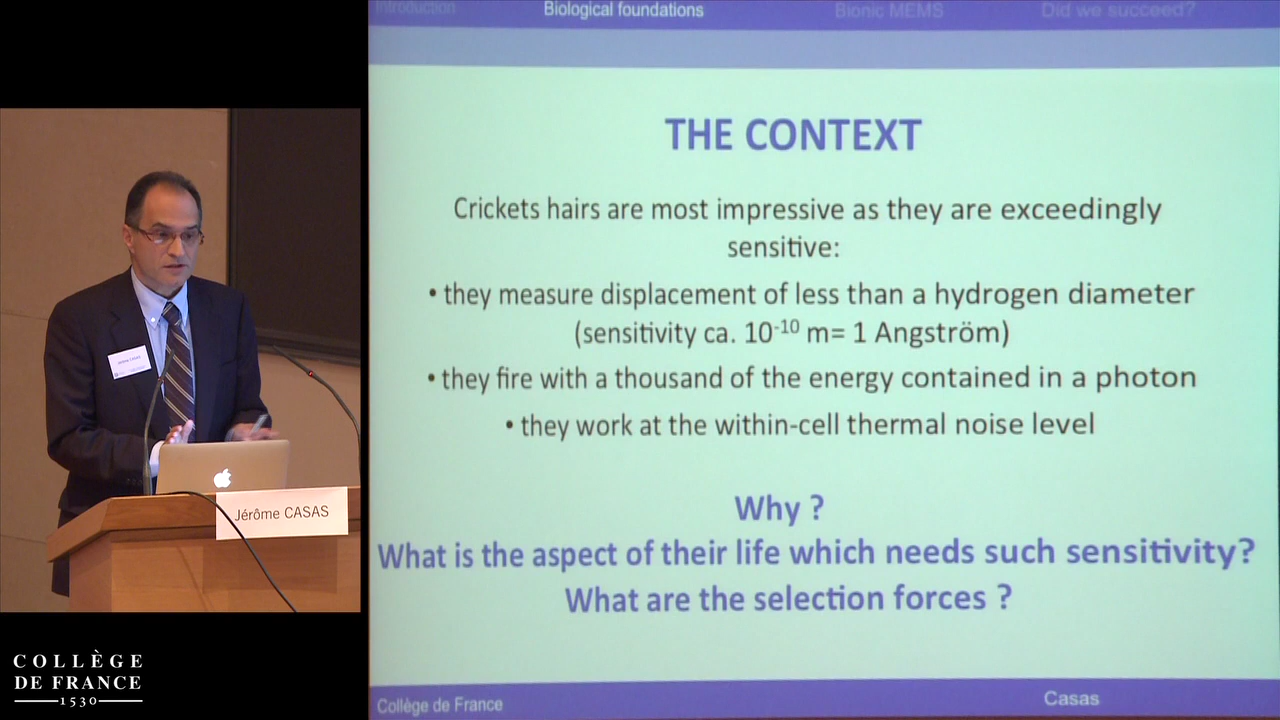 Introduction
Biological foundations
Bionic MEMS
Did we succeed?
THE CONTEXT
Crickets hairs are most impressive as they are exceedingly
sensitive:
• they measure displacement of less than a hydrogen diameter
(sensitivity ca. 10⁻¹⁰ m= 1 Angström)
• they fire with a thousand of the energy contained in a photon
• they work at the within-cell thermal noise level
Why ?
What is the aspect of their life which needs such sensitivity?
What are the selection forces ?
Collège de France
Casas
Jérôme CASAS
COLLÈGE
DE FRANCE
1530